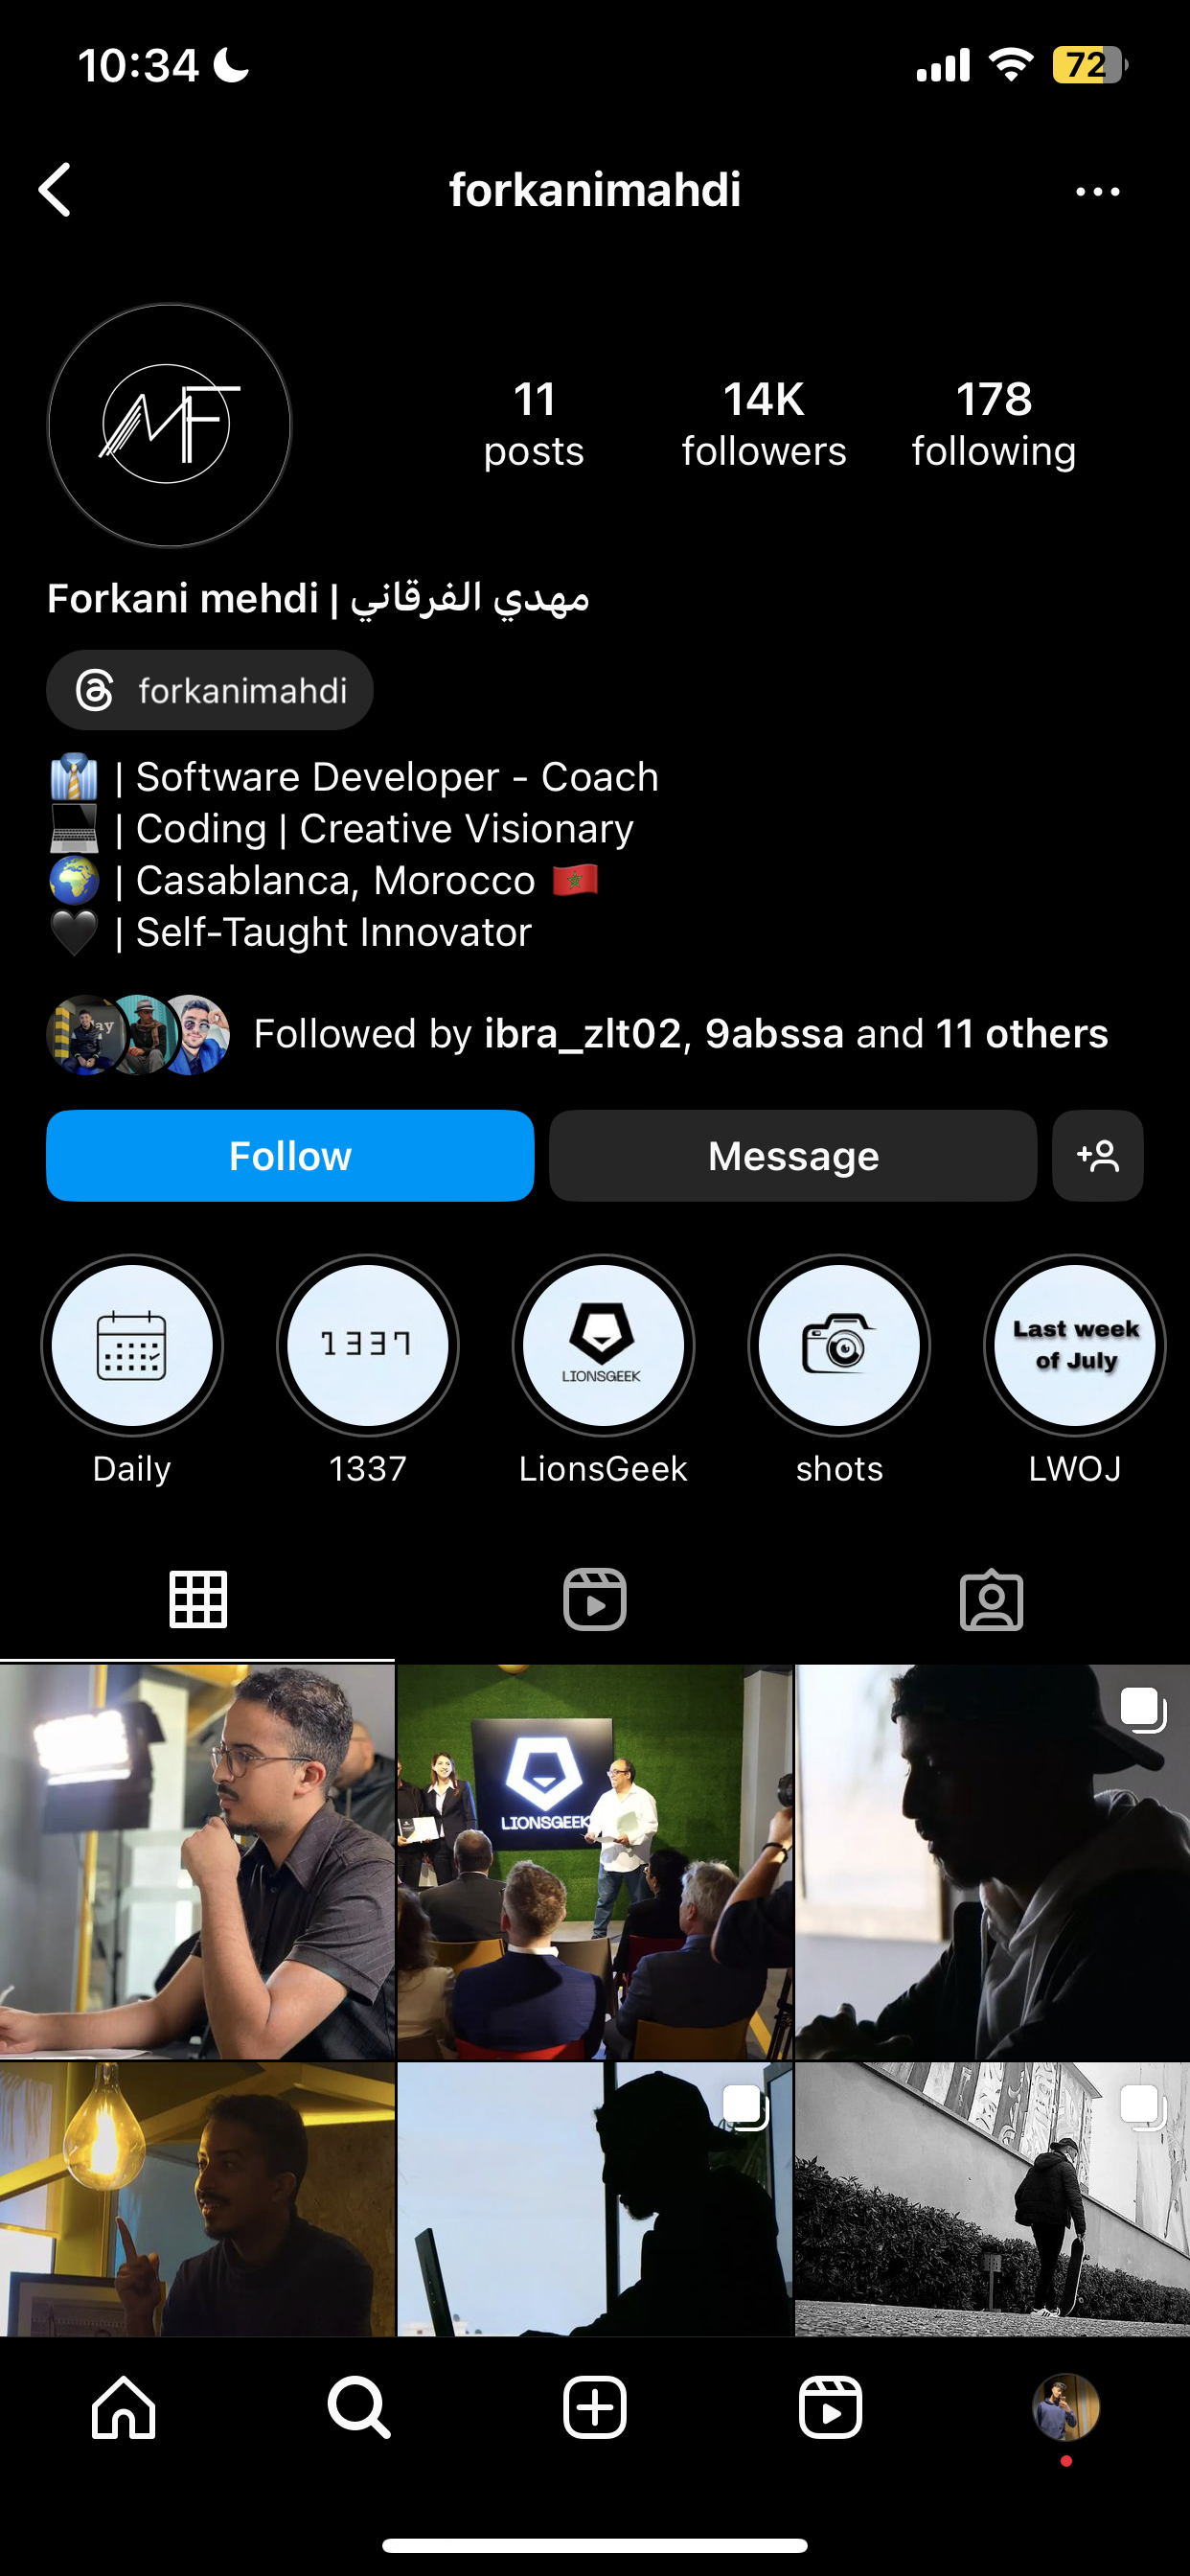 10:34
72
forkanimahdi
MF
11
posts
14K
followers
178
following
Forkani mehdi | مهدي الفرقاني
forkanimahdi
👔 | Software Developer - Coach
💻 | Coding | Creative Visionary
🌍 | Casablanca, Morocco 🇲🇦
🖤 | Self-Taught Innovator
ay
Followed by ibra_zlt02, 9abssa and 11 others
Follow
Message
1337
LIONSGEEK
Last week
of July
Daily
1337
LionsGeek
shots
LWOJ
LIONSGEEK